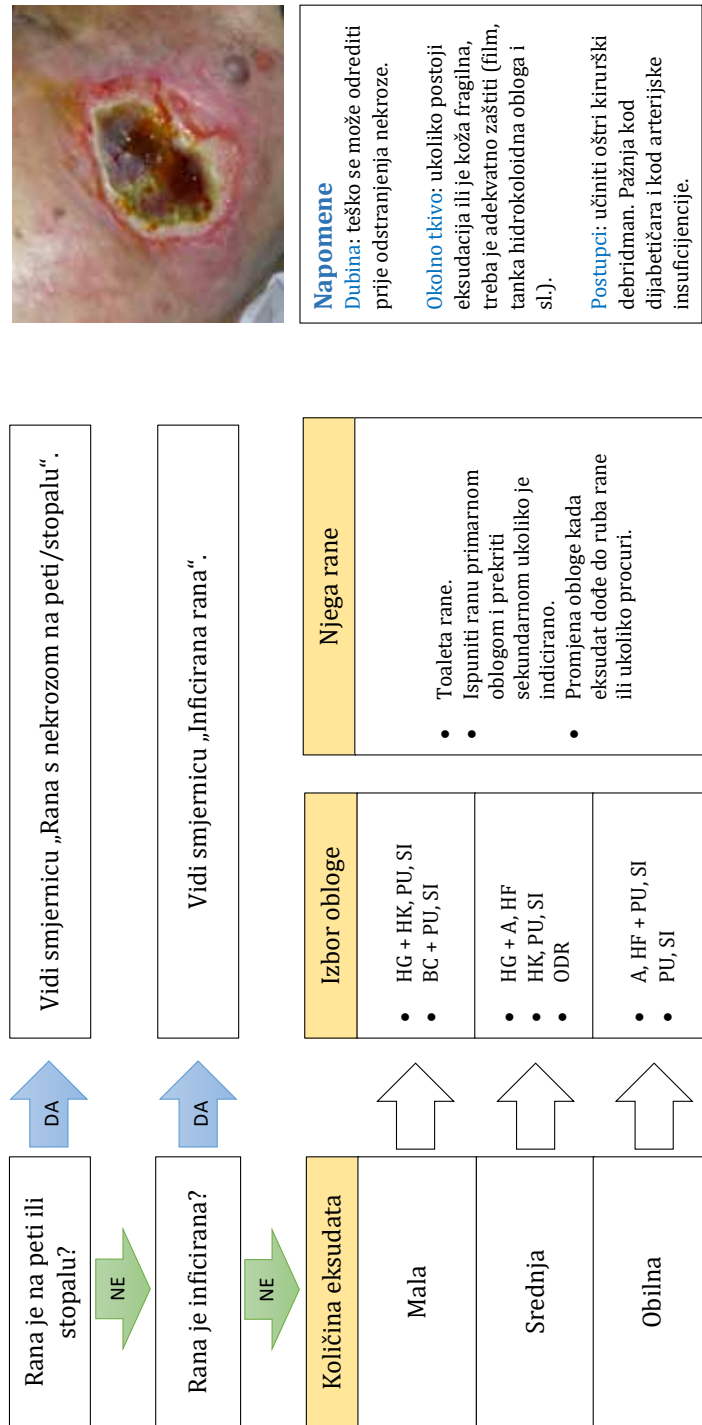 Rana je na peti ili
stopalu?
DA
Vidi smjernicu „Rana s nekrozom na peti/stopalu“.
NE
Rana je inficirana?
DA
Vidi smjernicu „Inficirana rana“.
NE
Količina eksudata
Izbor obloge
Njega rane
Mala
• HG + HK, PU, SI
• BC + PU, SI
Srednja
• HG + A, HF
• HK, PU, SI
• ODR
Obilna
• A, HF + PU, SI
• PU, SI
• Toaleta rane.
• Ispuniti ranu primarnom
oblogom i prekriti
sekundarnom ukoliko je
indicirano.
• Promjena obloge kada
eksudat dođe do ruba rane
ili ukoliko procuri.
Napomene
Dubina: teško se može odrediti
prije odstranjenja nekroze.
Okolno tkivo: ukoliko postoji
eksudacija ili je koža fragilna,
treba je adekvatno zaštiti (film,
tanka hidrokoloidna obloga i
sl.).
Postupci: učiniti oštri kirurški
debridman. Pažnja kod
dijabetičara i kod arterijske
insuficijencije.